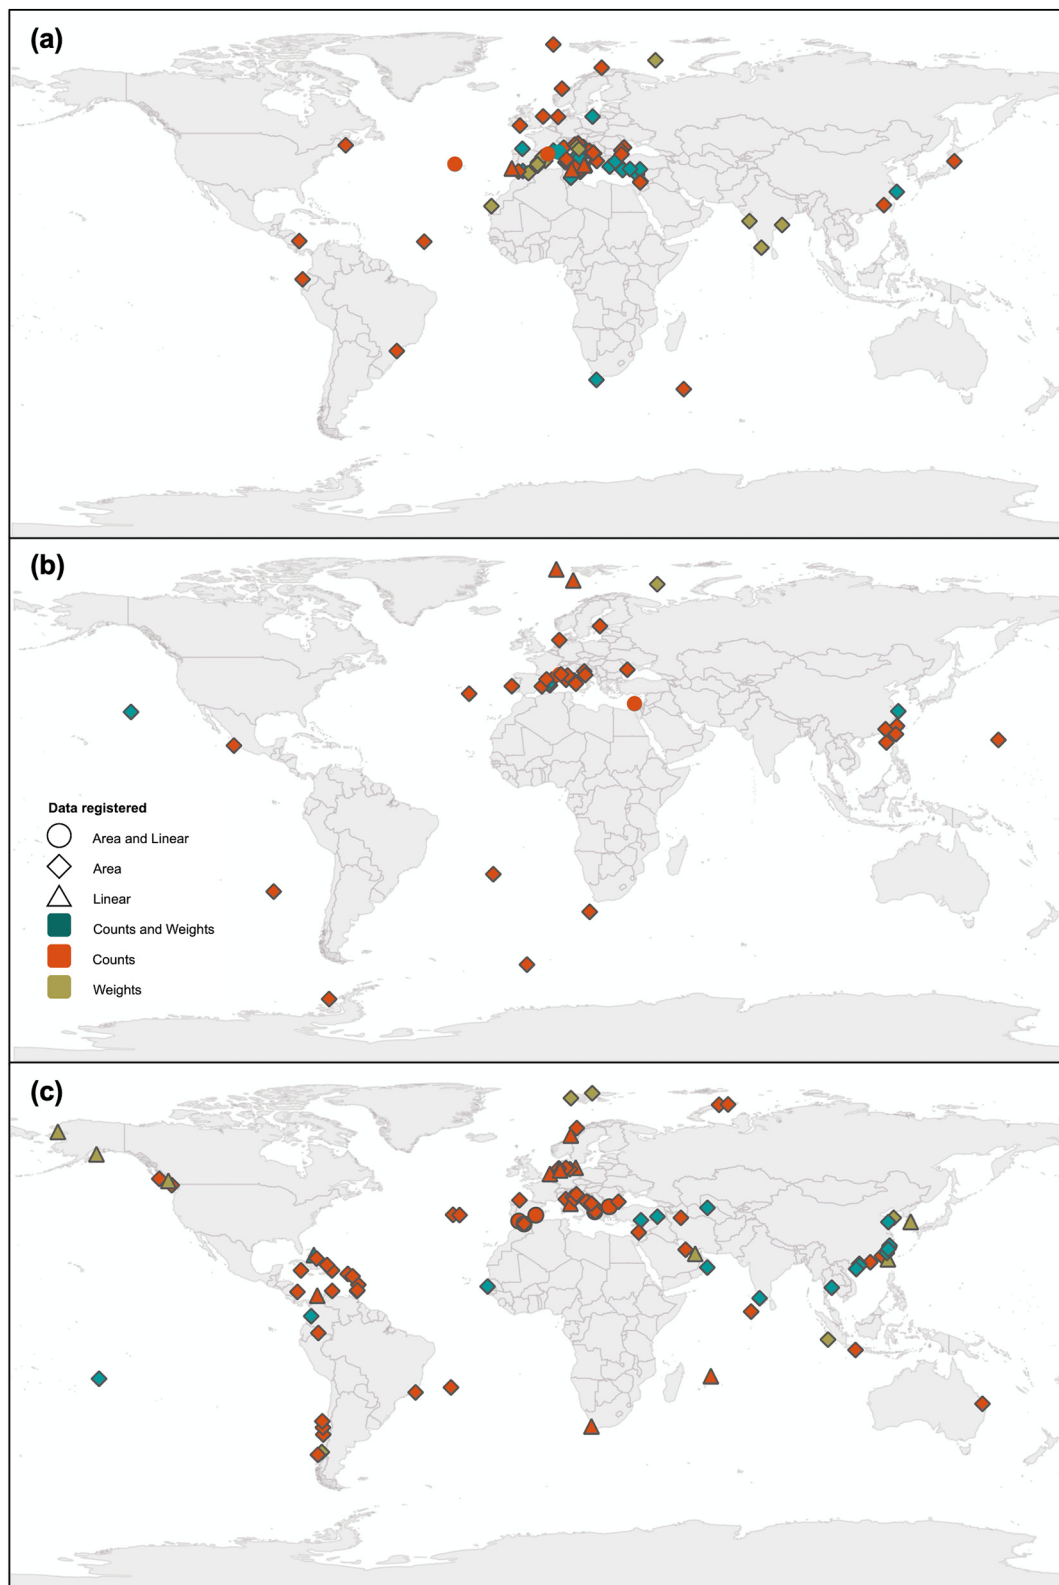 (a)
(b)
Data registered
Area and Linear
Area
Linear
Counts and Weights
Counts
Weights
(c)